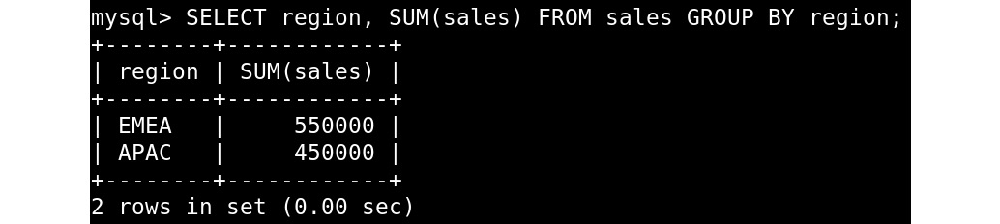 mysql> SELECT region, SUM(sales) FROM sales GROUP BY region;
+--------+------------+
| region | SUM(sales) |
+--------+------------+
| EMEA   |     550000 |
| APAC   |     450000 |
+--------+------------+
2 rows in set (0.00 sec)